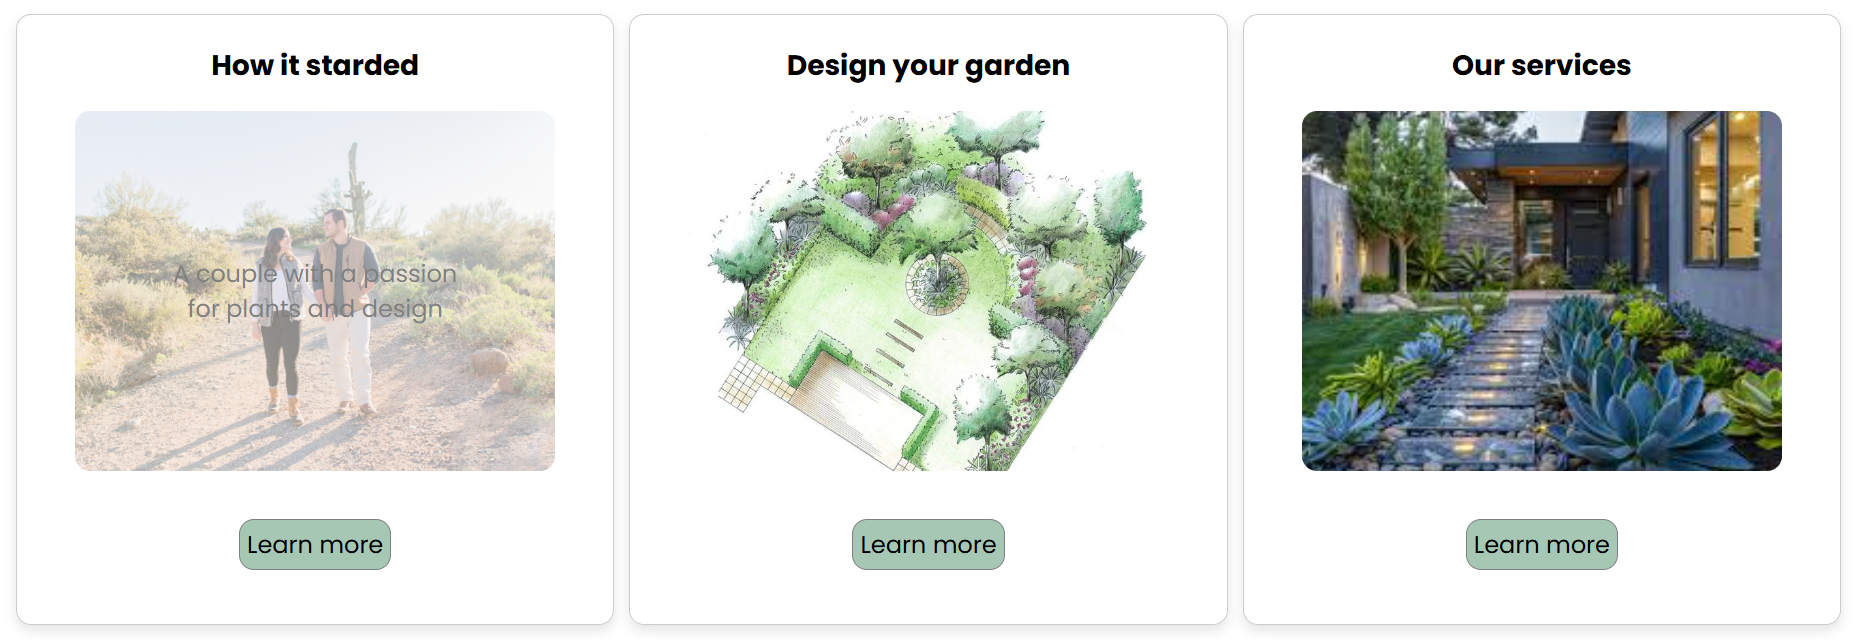 How it starded
A couple with a passion
for plants and design
Learn more
Design your garden
Learn more
Our services
Learn more